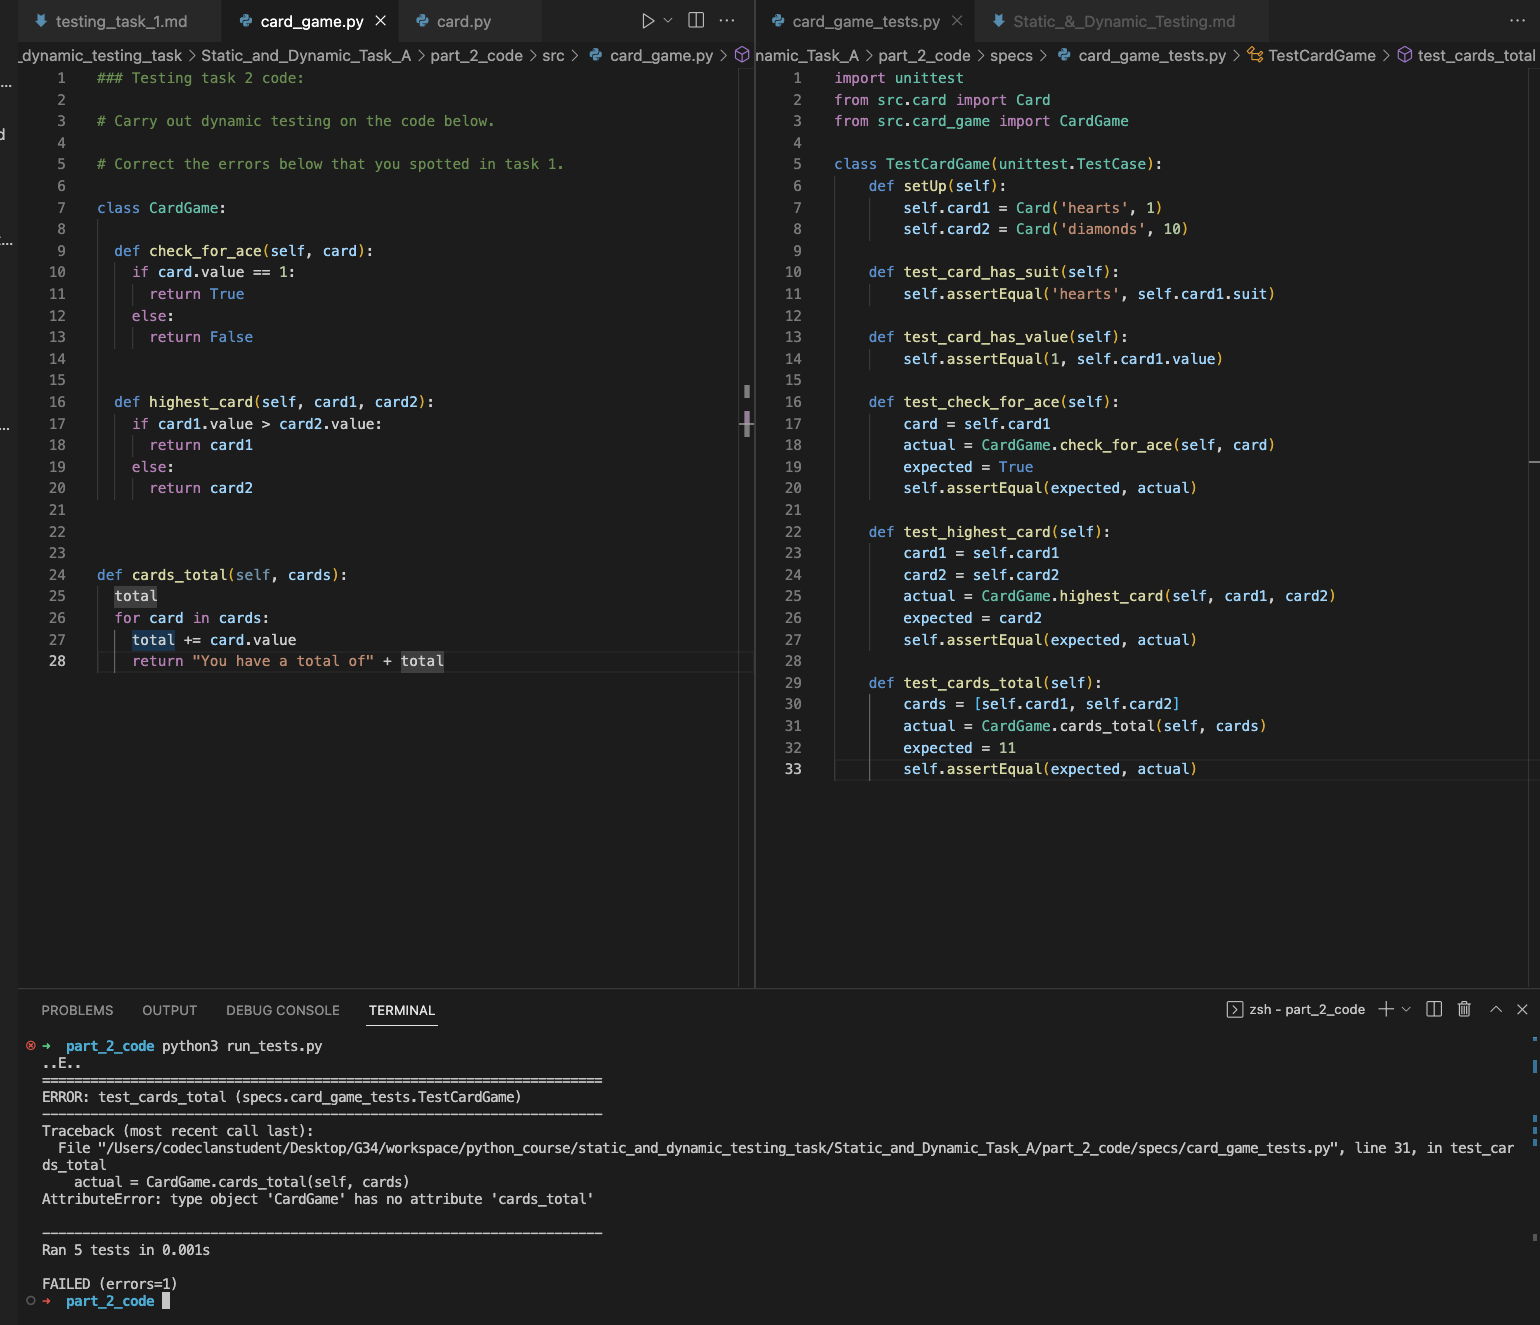 testing_task_1.md
card_game.py
card.py
_dynamic_testing_task > Static_and_Dynamic_Task_A > part_2_code > src > card_game.py >
1 ### Testing task 2 code:
2
3 # Carry out dynamic testing on the code below.
4
5 # Correct the errors below that you spotted in task 1.
6
7 class CardGame:
8
9 def check_for_ace(self, card):
10 if card.value == 1:
11 return True
12 else:
13 return False
14
15
16 def highest_card(self, card1, card2):
17 if card1.value > card2.value:
18 return card1
19 else:
20 return card2
21
22
23
24 def cards_total(self, cards):
25 total
26 for card in cards:
27 total += card.value
28 return "You have a total of" + total
card_game_tests.py
Static_&_Dynamic_Testing.md
namic_Task_A > part_2_code > specs > card_game_tests.py > TestCardGame > test_cards_total
1 import unittest
2 from src.card import Card
3 from src.card_game import CardGame
4
5 class TestCardGame(unittest.TestCase):
6 def setUp(self):
7 self.card1 = Card('hearts', 1)
8 self.card2 = Card('diamonds', 10)
9
10 def test_card_has_suit(self):
11 self.assertEqual('hearts', self.card1.suit)
12
13 def test_card_has_value(self):
14 self.assertEqual(1, self.card1.value)
15
16 def test_check_for_ace(self):
17 card = self.card1
18 actual = CardGame.check_for_ace(self, card)
19 expected = True
20 self.assertEqual(expected, actual)
21
22 def test_highest_card(self):
23 card1 = self.card1
24 card2 = self.card2
25 actual = CardGame.highest_card(self, card1, card2)
26 expected = card2
27 self.assertEqual(expected, actual)
28
29 def test_cards_total(self):
30 cards = [self.card1, self.card2]
31 actual = CardGame.cards_total(self, cards)
32 expected = 11
33 self.assertEqual(expected, actual)
PROBLEMS OUTPUT DEBUG CONSOLE TERMINAL
zsh - part_2_code
part_2_code python3 run_tests.py
..E..
======================================================================
ERROR: test_cards_total (specs.card_game_tests.TestCardGame)
----------------------------------------------------------------------
Traceback (most recent call last):
File "/Users/codeclanstudent/Desktop/G34/workspace/python_course/static_and_dynamic_testing_task/Static_and_Dynamic_Task_A/part_2_code/specs/card_game_tests.py", line 31, in test_car
ds_total
actual = CardGame.cards_total(self, cards)
AttributeError: type object 'CardGame' has no attribute 'cards_total'
----------------------------------------------------------------------
Ran 5 tests in 0.001s
FAILED (errors=1)
part_2_code